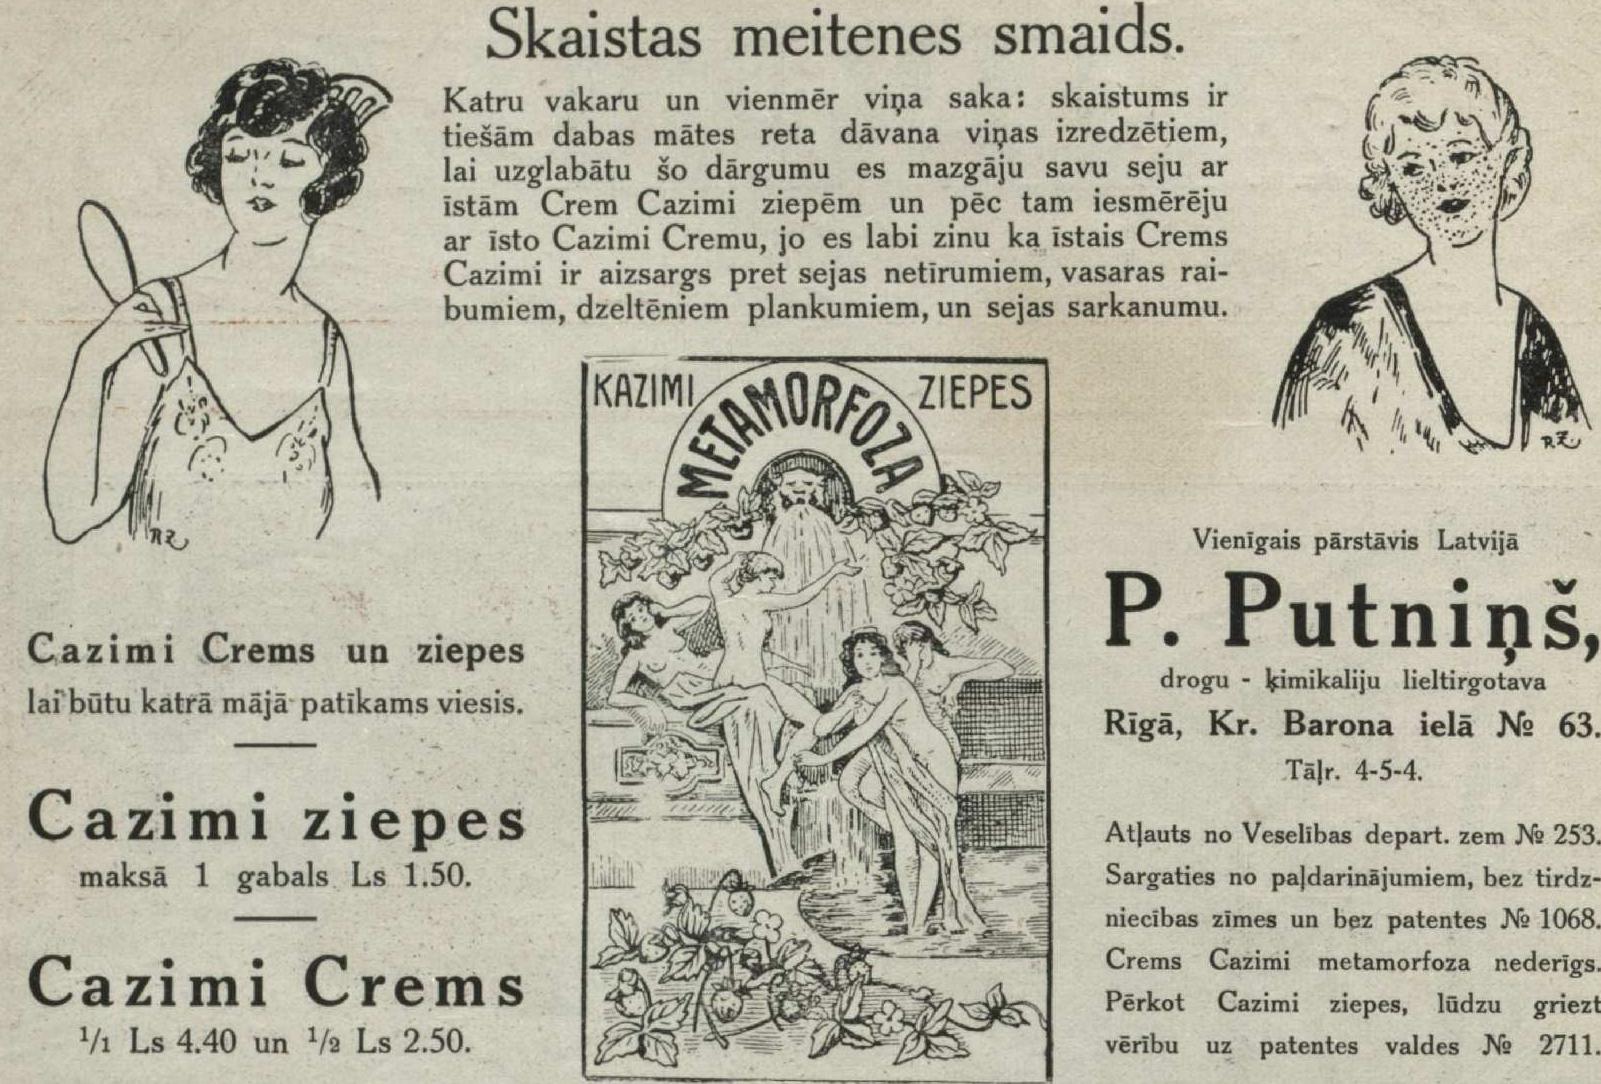 Skaistas meitenes smaids.
Katru vakaru un vienmēr viņa saka: skaistums ir
tiešām dabas mātes reta dāvana viņas izredzētiem,
lai uzglabātu šo dārgumu es mazgāju savu seju ar
īstām Crem Cazimi ziepēm un pēc tam iesmērēju
ar īsto Cazimi Cremu, jo es labi zinu ka īstais Crems
Cazimi ir aizsargs pret sejas netīrumiem, vasaras rai-
bumiem, dzeltēniem plankumiem, un sejas sarkanumu.
RZ
Cazimi Crems un ziepes
lai būtu katrā mājā patīkams viesis.
Cazimi ziepes
maksā 1 gabals Ls 1.50.
Cazimi Crems
1/1 Ls 4.40 un 1/2 Ls 2.50.
KAZIMI ZIEPES
METAMORFOZA
R.Z.
Vienīgais pārstāvis Latvijā
P. Putniņš,
drogu - ķimikaliju lieltirgotava
Rīgā, Kr. Barona ielā № 63.
Tāļr. 4-5-4.
Atļauts no Veselības depart. zem № 253.
Sargaties no paļdarinājumiem, bez tirdz-
niecības zīmes un bez patentes № 1068.
Crems Cazimi metamorfoza nederīgs.
Pērkot Cazimi ziepes, lūdzu griezt
vērību uz patentes valdes № 2711.